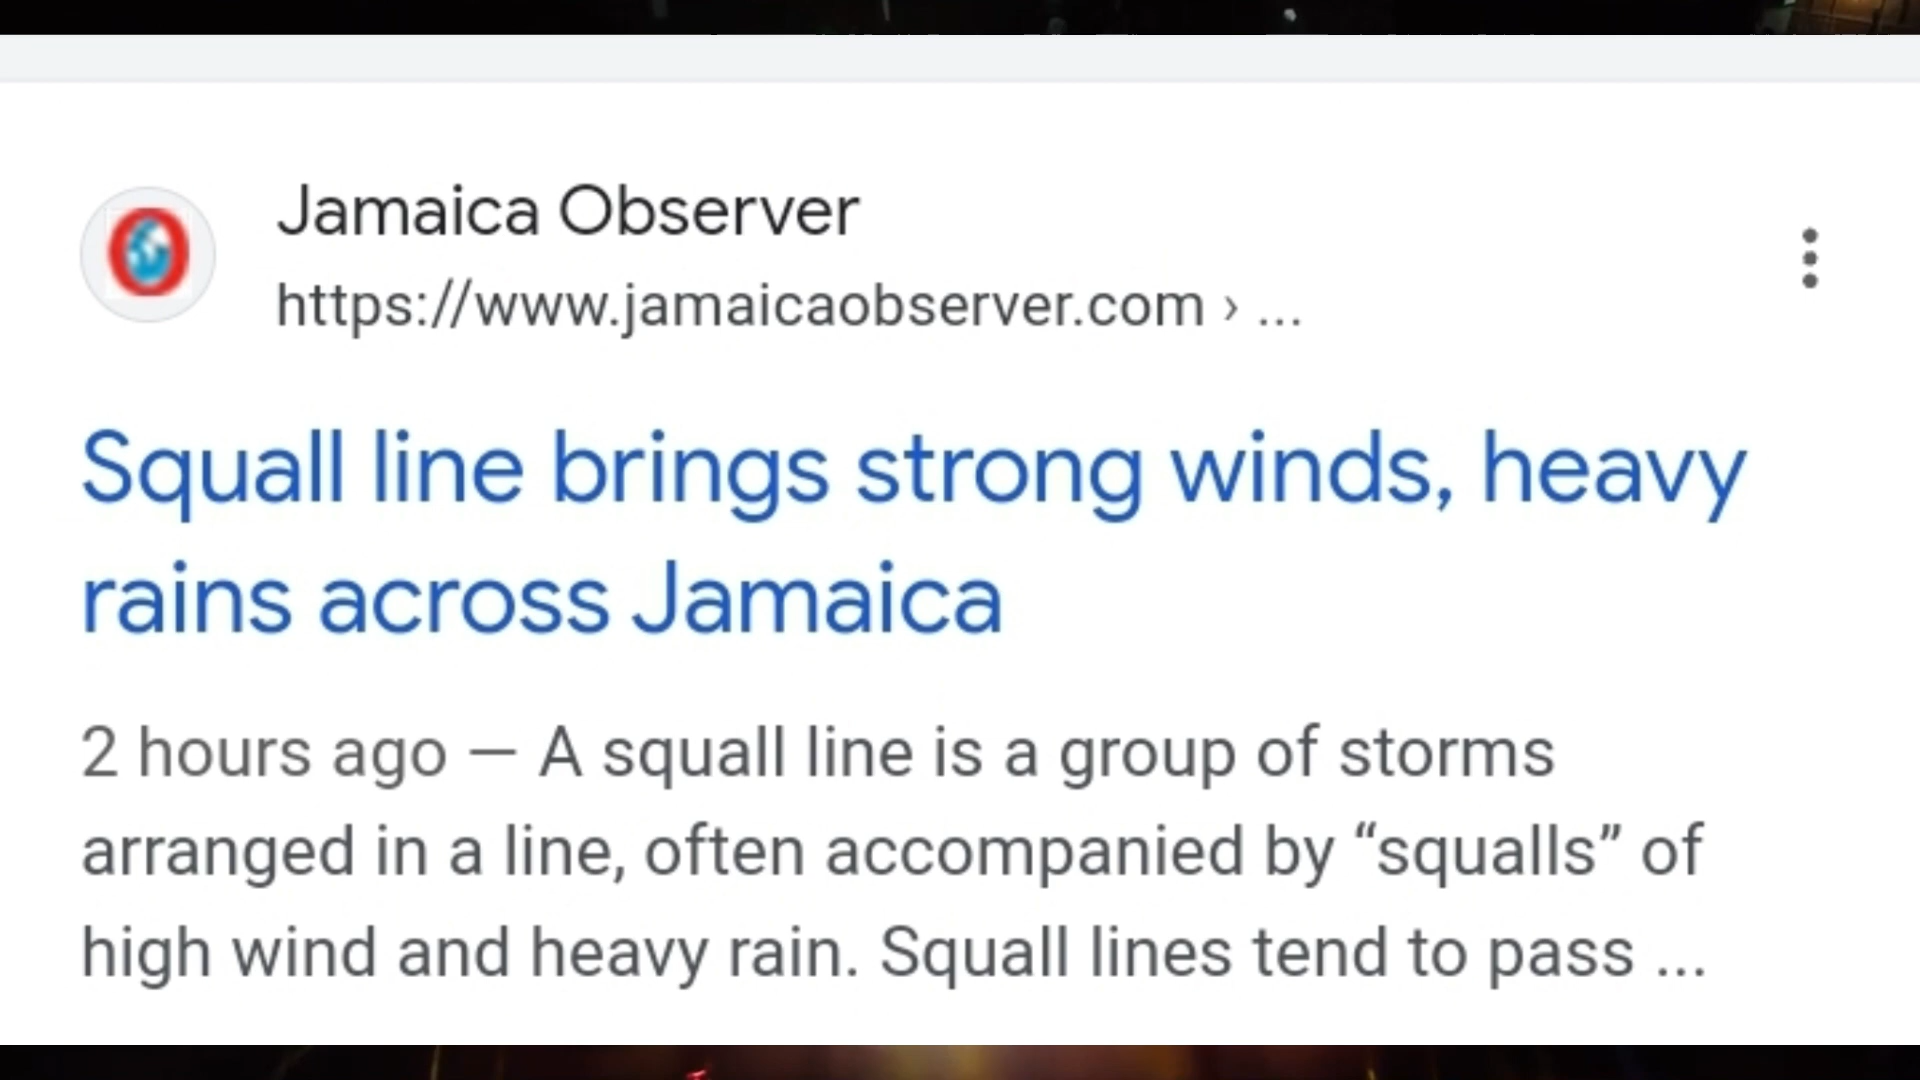 Jamaica Observer
https://www.jamaicaobserver.com › ...
Squall line brings strong winds, heavy
rains across Jamaica
2 hours ago — A squall line is a group of storms
arranged in a line, often accompanied by “squalls” of
high wind and heavy rain. Squall lines tend to pass ...